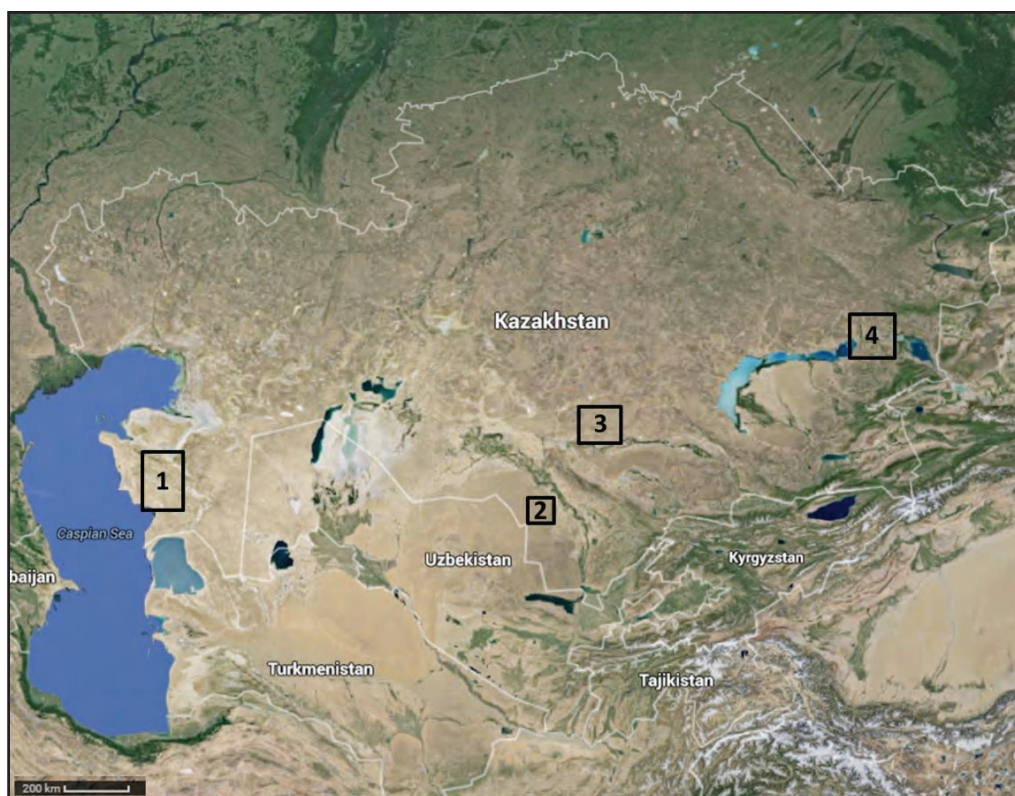 Kazakhstan
4
3
1
2
Caspian Sea
Uzbekistan
Kyrgyzstan
baijan
Turkmenistan
Tajikistan
200 km